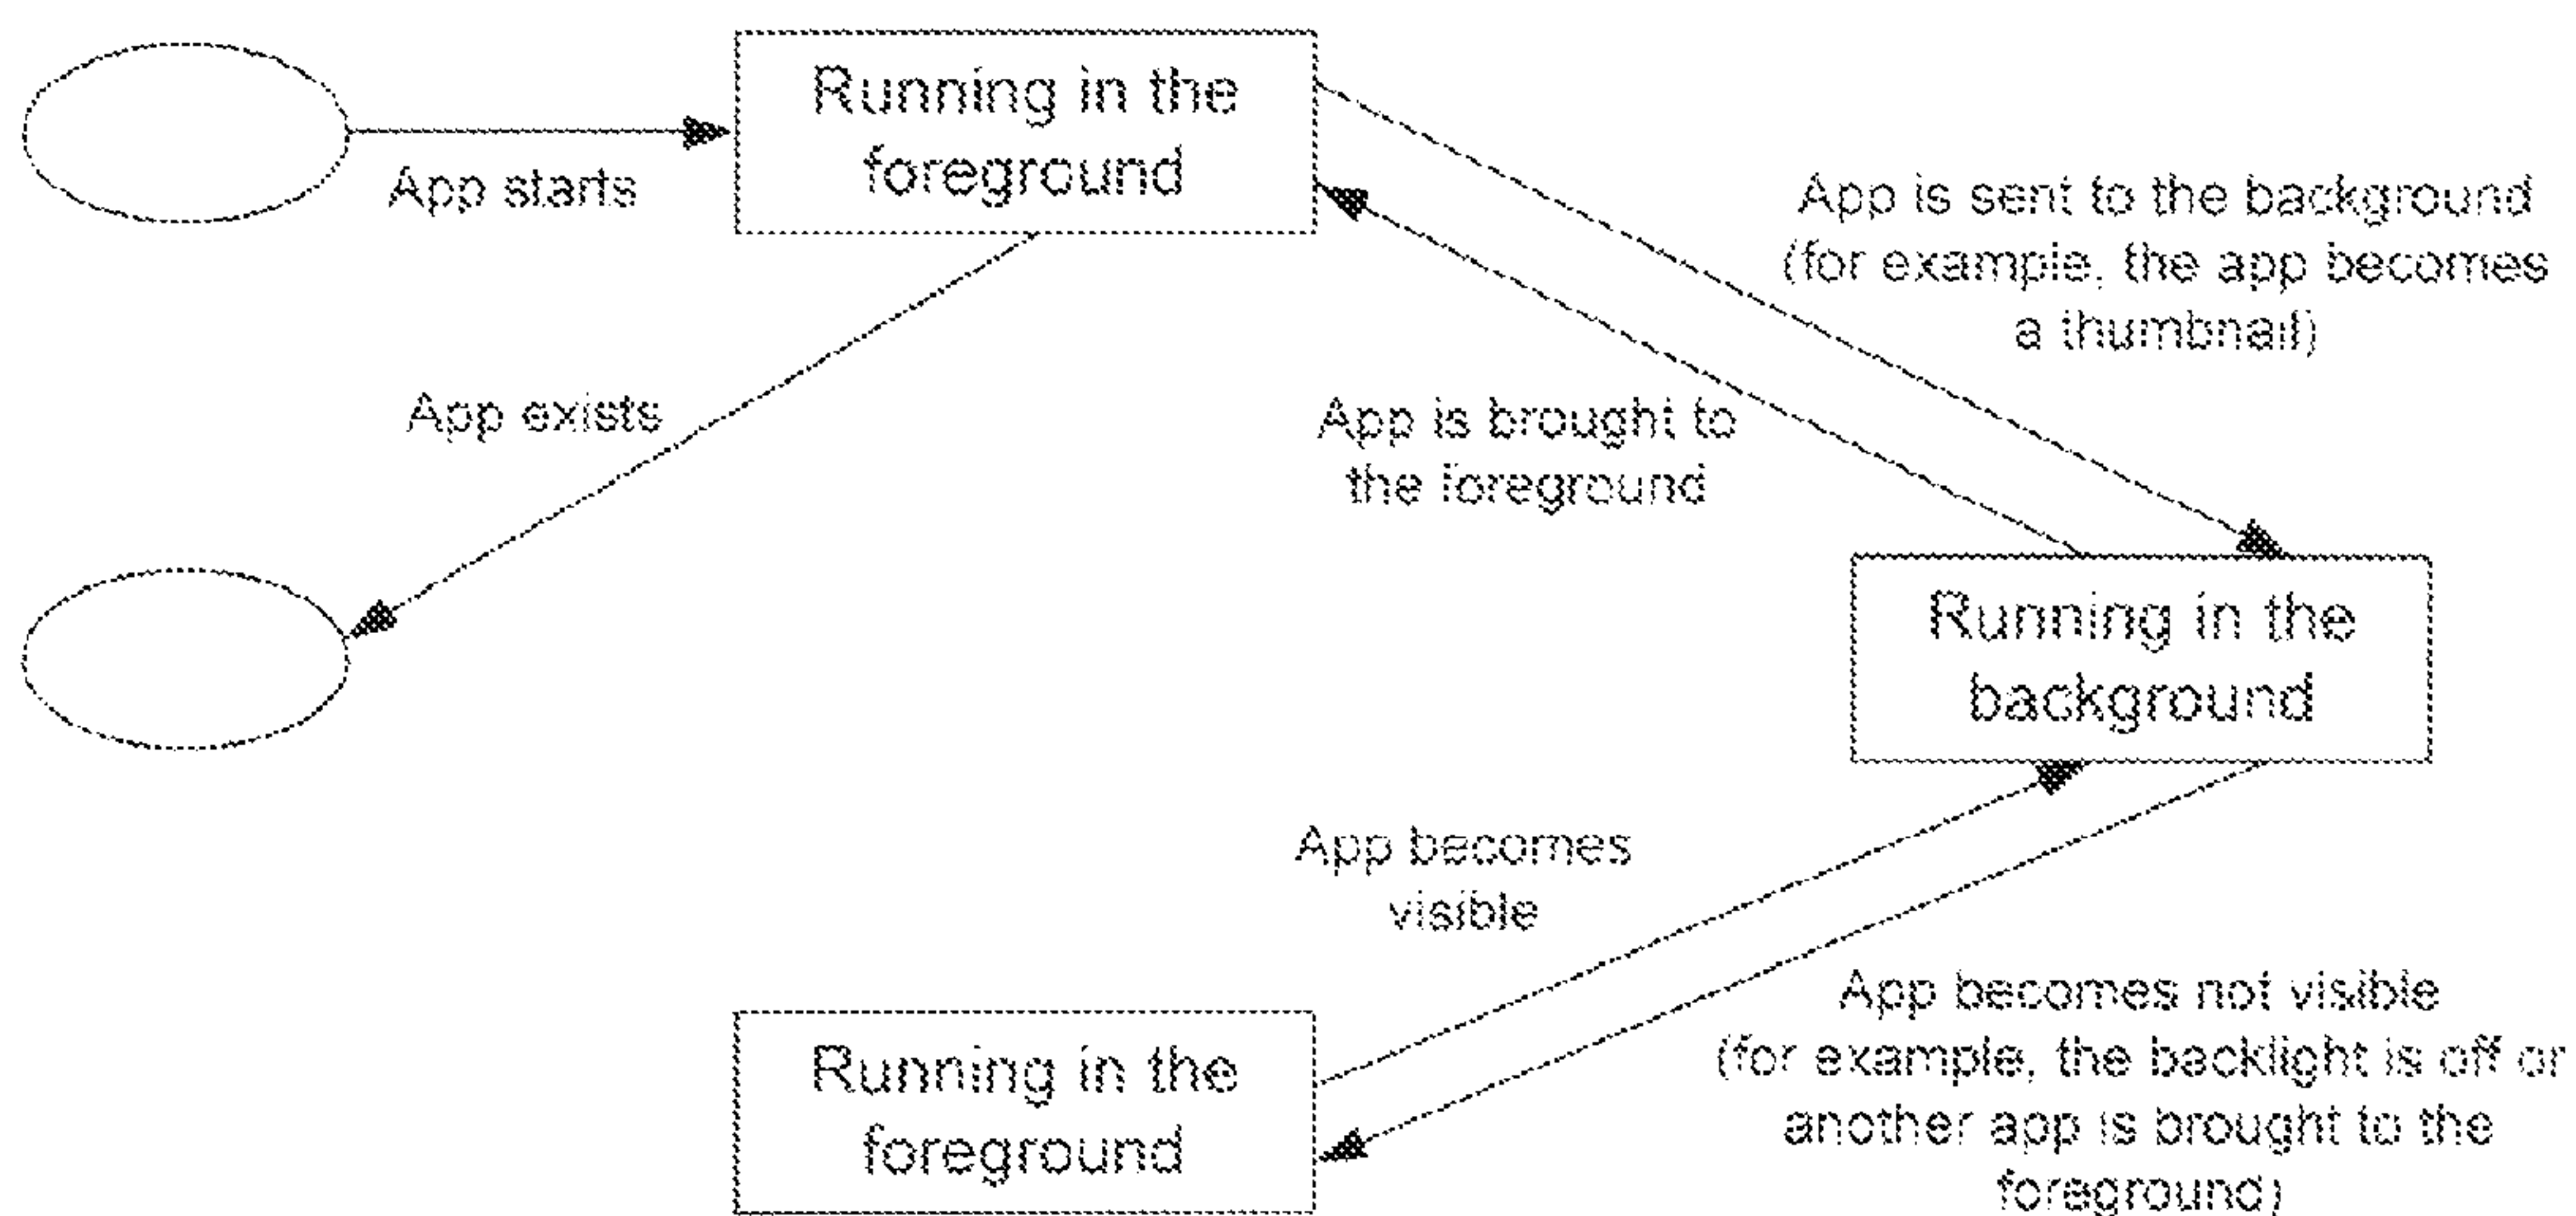 Running in the
foreground
App starts
App is sent to the background
(for example, the app becomes
a thumbnail)
App exists
App is brought to
the foreground
Running in the
background
App becomes
visible
App becomes not visible
(for example, the backlight is off or
another app is brought to the
foreground)
Running in the
foreground